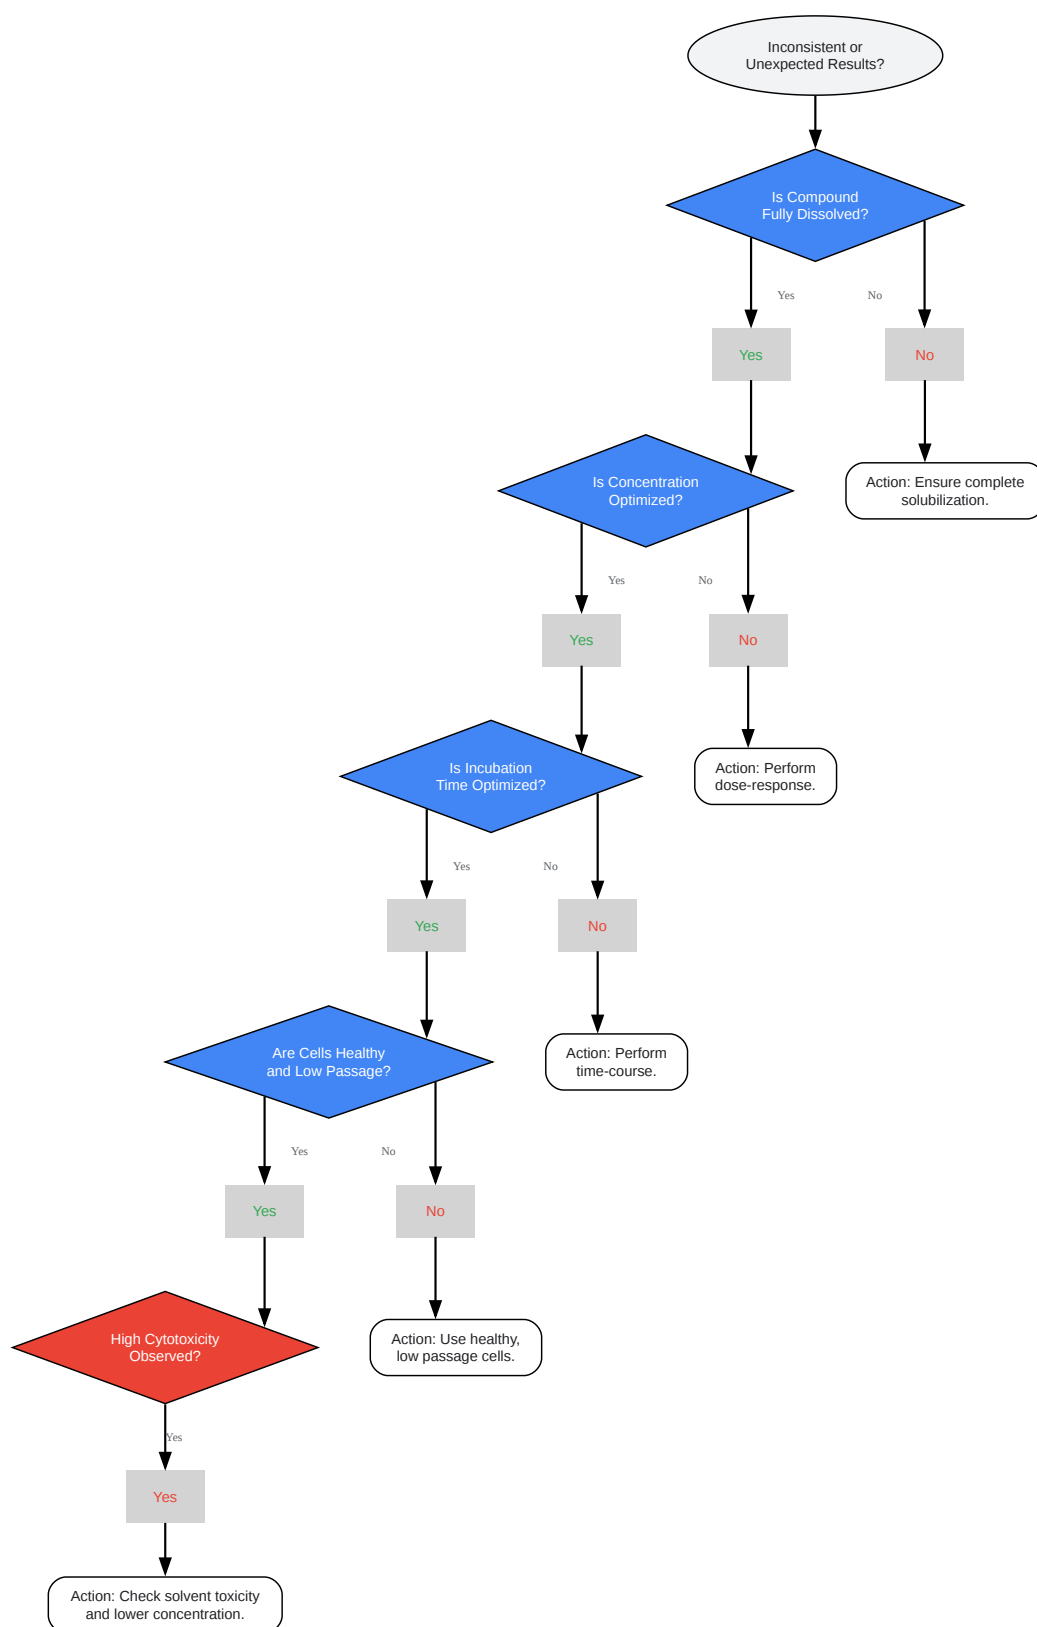 Inconsistent or
Unexpected Results?
Is Compound
Fully Dissolved?
Yes
No
Yes
No
Is Concentration
Optimized?
Action: Ensure complete
solubilization.
Yes
No
Yes
No
Is Incubation
Time Optimized?
Action: Perform
dose-response.
Yes
No
Yes
No
Are Cells Healthy
and Low Passage?
Action: Perform
time-course.
Yes
No
Yes
No
High Cytotoxicity
Observed?
Action: Use healthy,
low passage cells.
Yes
Yes
Action: Check solvent toxicity
and lower concentration.